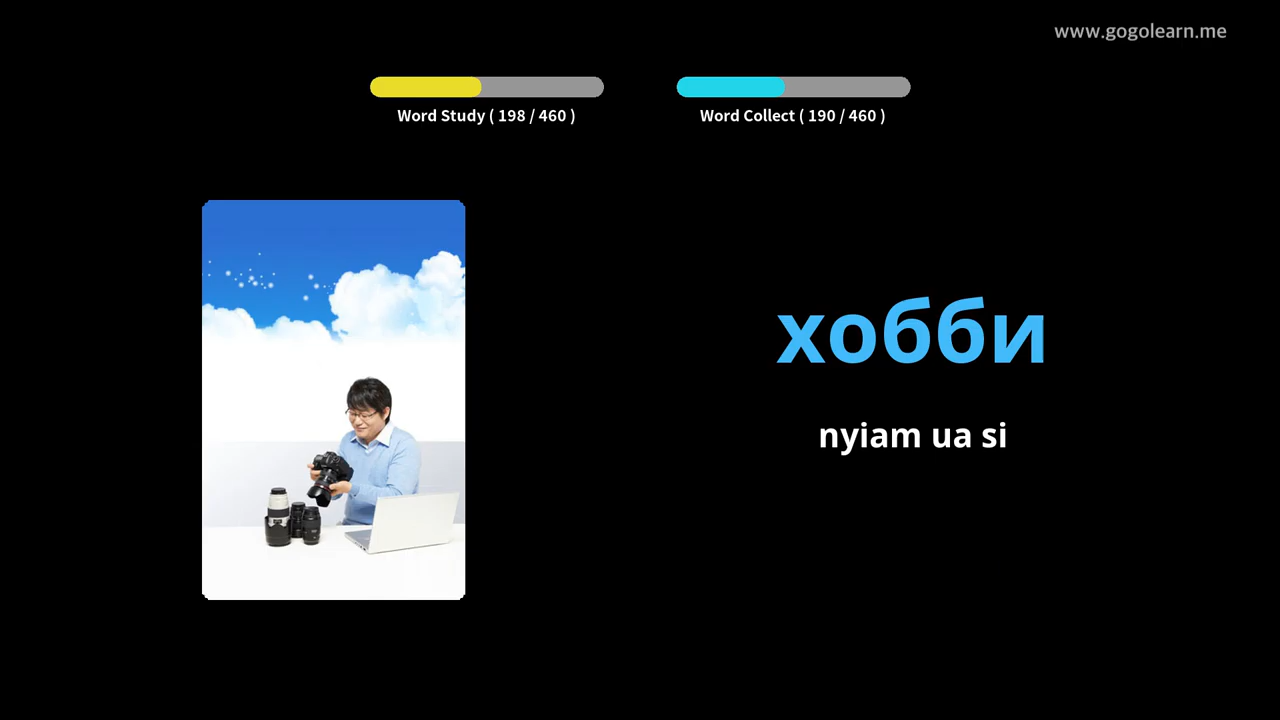 www.gogolearn.me
Word Study ( 198 / 460 )
Word Collect ( 190 / 460 )
хобби
nyiam ua si